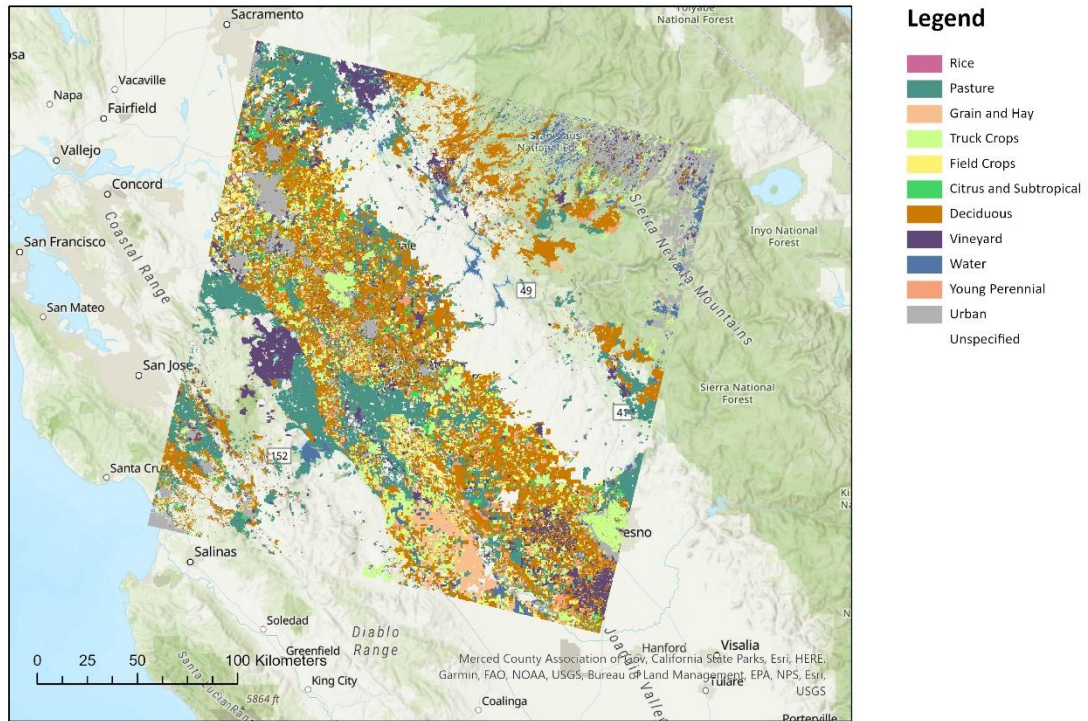 Sacramento
National Forest
Vacaville
Napa
Fairfield
Vallejo
Concord
San Francisco
Coastal Range
San Mateo
San Jose
Santa Cru
Salinas
Soledad
Greenfield
King City
Diablo
Range
5864 ft
Coalinga
National
49
41
152
Sierra Nevada Mountains
Inyo National
Forest
Sierra National
Forest
esno
Hanford
Visalia
Tulare
Porterville
0 25 50 100 Kilometers
Merced County Association of Gov, California State Parks, Esri, HERE,
Garmin, FAO, NOAA, USGS, Bureau of Land Management, EPA, NPS, Esri,
USGS
Legend
Rice
Pasture
Grain and Hay
Truck Crops
Field Crops
Citrus and Subtropical
Deciduous
Vineyard
Water
Young Perennial
Urban
Unspecified